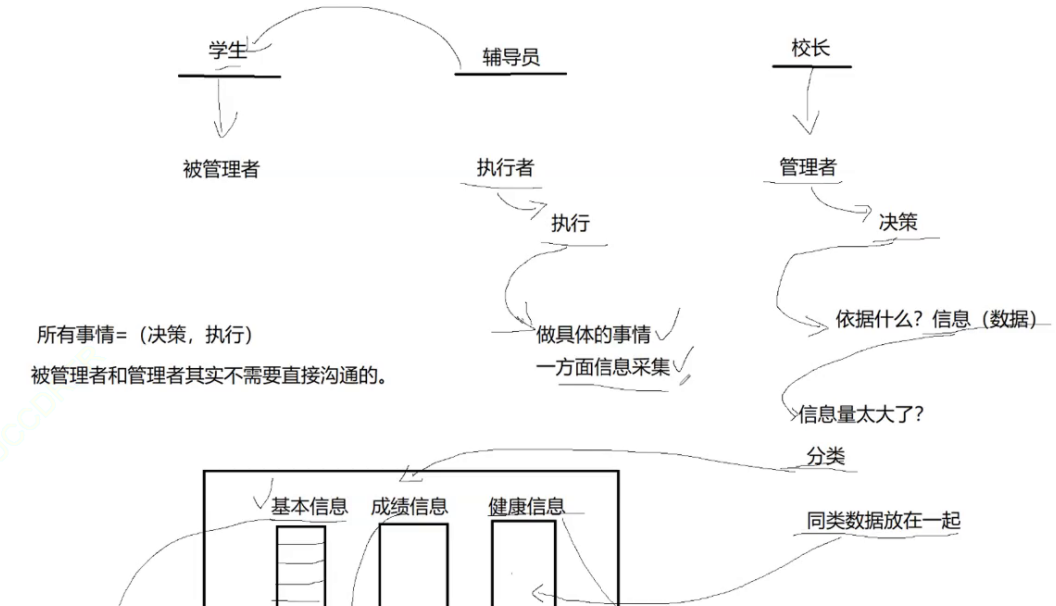 学生
辅导员
校长
被管理者
执行者
管理者
执行
决策
所有事情=（决策，执行）
做具体的事情
依据什么？信息（数据）
被管理者和管理者其实不需要直接沟通的。
一方面信息采集
信息量太大了？
分类
基本信息
成绩信息
健康信息
同类数据放在一起